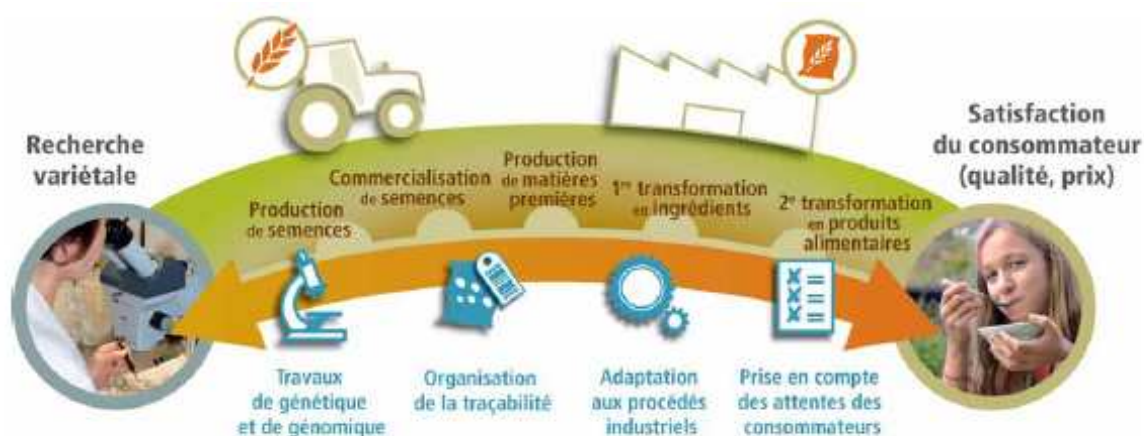 Recherche
variétale
Production
de semences
Commercialisation
de semences
Production
de matières
premières
1re transformation
en ingrédients
2e transformation
en produits
alimentaires
Satisfaction
du consommateur
(qualité, prix)
Travaux
de génétique
et de génomique
Organisation
de la traçabilité
Adaptation
aux procédés
industriels
Prise en compte
des attentes des
consommateurs